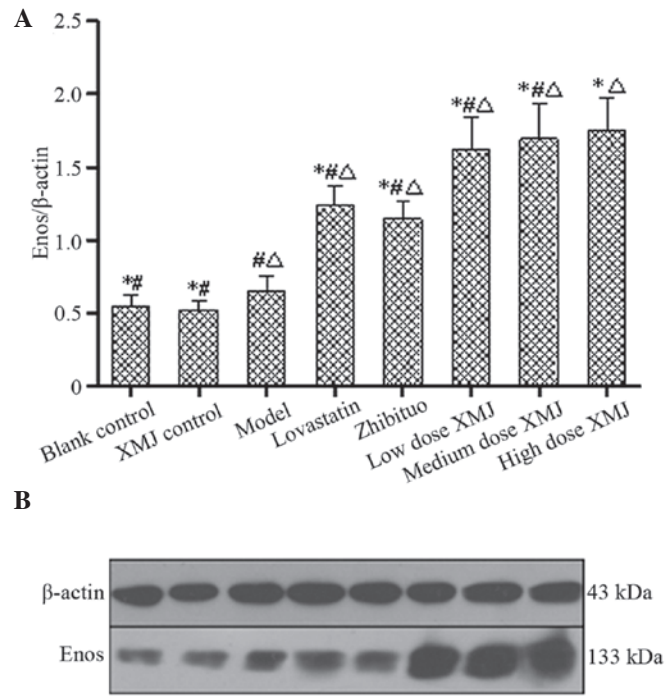 A
2.5
2.0
1.5
1.0
0.5
0
Enos/β-actin
*#
*#
#△
*#△
*#△
*#△
*#△
* △
Blank control
XMJ control
Model
Lovastatin
Zhibituo
Low dose XMJ
Medium dose XMJ
High dose XMJ
B
β-actin 43 kDa
Enos 133 kDa